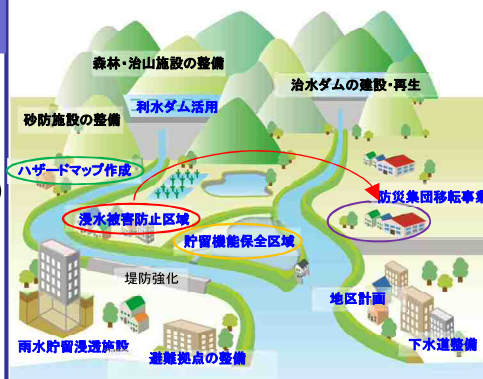 森林・治山施設の整備
治水ダムの建設・再生
利水ダム活用
砂防施設の整備
ハザードマップ作成
防災集団移転事業
浸水被害防止区域
貯留機能保全区域
堤防強化
地区計画
雨水貯留浸透施設
避難拠点の整備
下水道整備